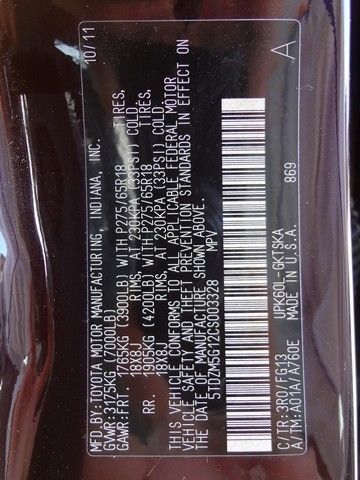 MFD. BY: TOYOTA MOTOR MANUFACTURING, INDIANA, INC. 10/11
GVWR: 3175KG (7000LB)
GAWR: FRT. 1765KG (3900LB) WITH P275/65R18 TIRES,
18X8J RIMS, AT 230KPA (33PSI) COLD.
RR. 1905KG (4200LB) WITH P275/65R18 TIRES,
18X8J RIMS, AT 230KPA (33PSI) COLD.
THIS VEHICLE CONFORMS TO ALL APPLICABLE FEDERAL MOTOR
VEHICLE SAFETY AND THEFT PREVENTION STANDARDS IN EFFECT ON
DATE OF MANUFACTURE SHOWN ABOVE.
5TDZM5G12CS003328 MPV
A
C/TR: 3R0/FG13 UPK60L-GKTSKA 869
A/TM: A01A/A760E MADE IN U.S.A.